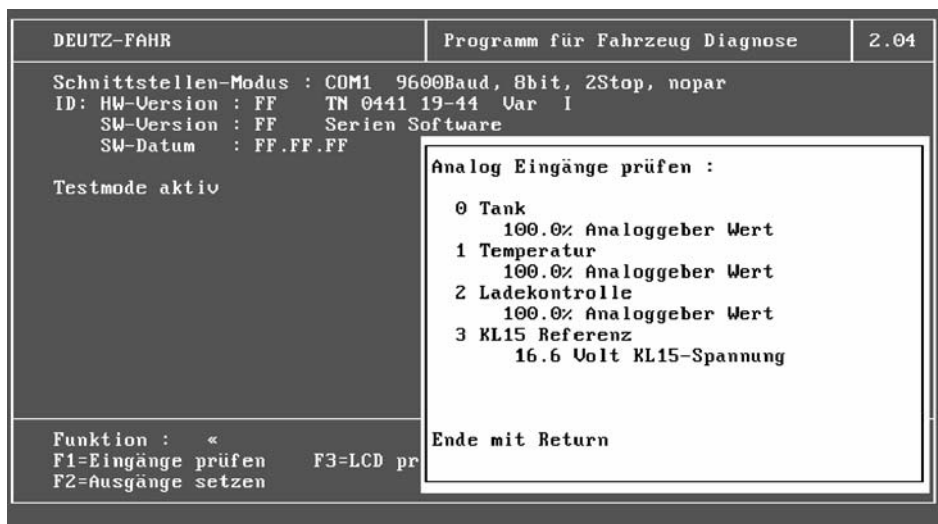 DEUTZ-FAHR
Programm für Fahrzeug Diagnose
2.04
Schnittstellen-Modus : COM1 9600Baud, 8bit, 2Stop, nopar
ID: HW-Version : FF TN 0441 19-44 Var I
SW-Version : FF Serien Software
SW-Datum : FF.FF.FF
Testmode aktiv
Analog Eingänge prüfen :
0 Tank
100.0% Analoggeber Wert
1 Temperatur
100.0% Analoggeber Wert
2 Ladekontrolle
100.0% Analoggeber Wert
3 KL15 Referenz
16.6 Volt KL15-Spannung
Ende mit Return
Funktion : «
F1=Eingänge prüfen F3=LCD pr
F2=Ausgänge setzen